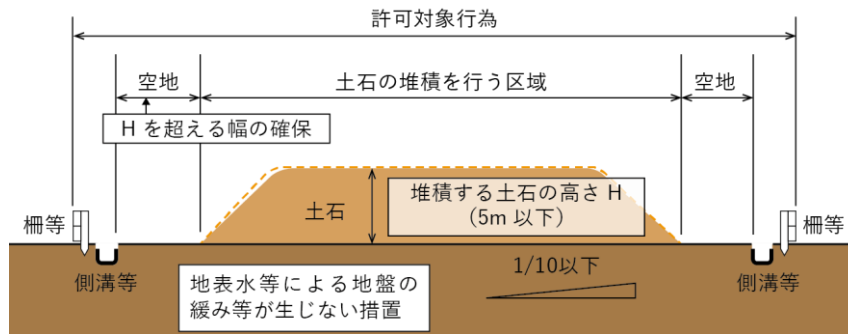 許可対象行為
空地
土石の堆積を行う区域
空地
Hを超える幅の確保
土石
堆積する土石の高さH
(5m以下)
柵等
柵等
側溝等
地表水等による地盤の
緩み等が生じない措置
1/10以下
側溝等